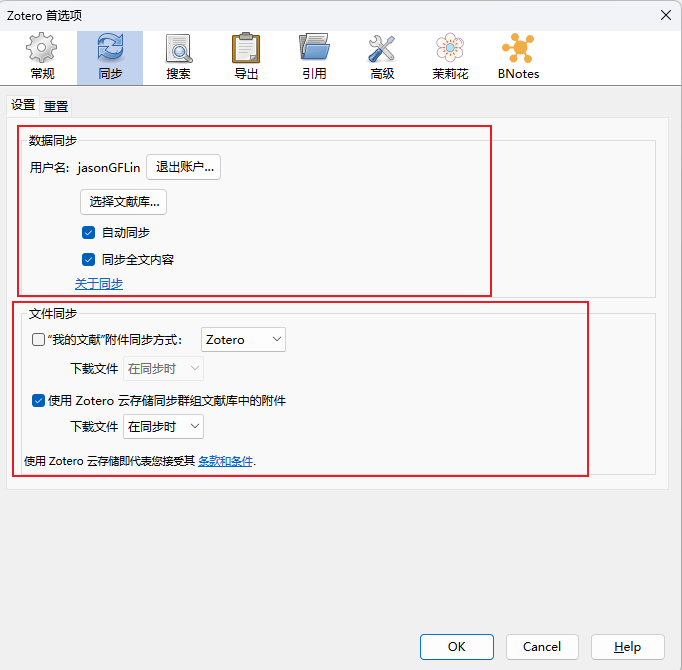 Zotero 首选项
常规 同步 搜索 导出 引用 高级 茉莉花 BNotes
设置 重置
数据同步
用户名: jasonGFLin 退出账户...
选择文献库...
自动同步
同步全文内容
关于同步
文件同步
“我的文献”附件同步方式: Zotero
下载文件 在同步时
使用 Zotero 云存储同步群组文献库中的附件
下载文件 在同步时
使用 Zotero 云存储即代表您接受其 条款和条件.
OK Cancel Help